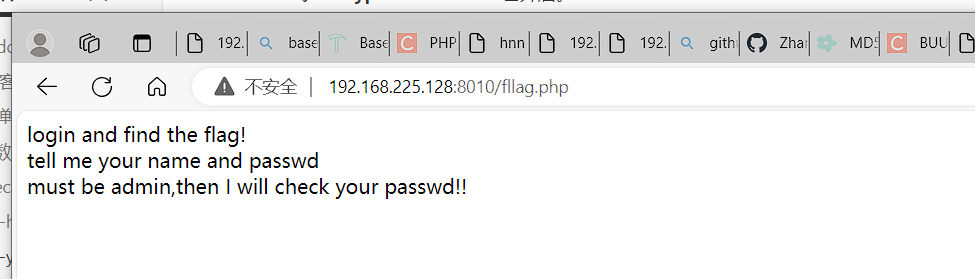 192.
base
Base
PHP
hnn
192.
192.
gith
Zhar
MD5
BUU
不安全 | 192.168.225.128:8010/fllag.php
login and find the flag!
tell me your name and passwd
must be admin,then I will check your passwd!!